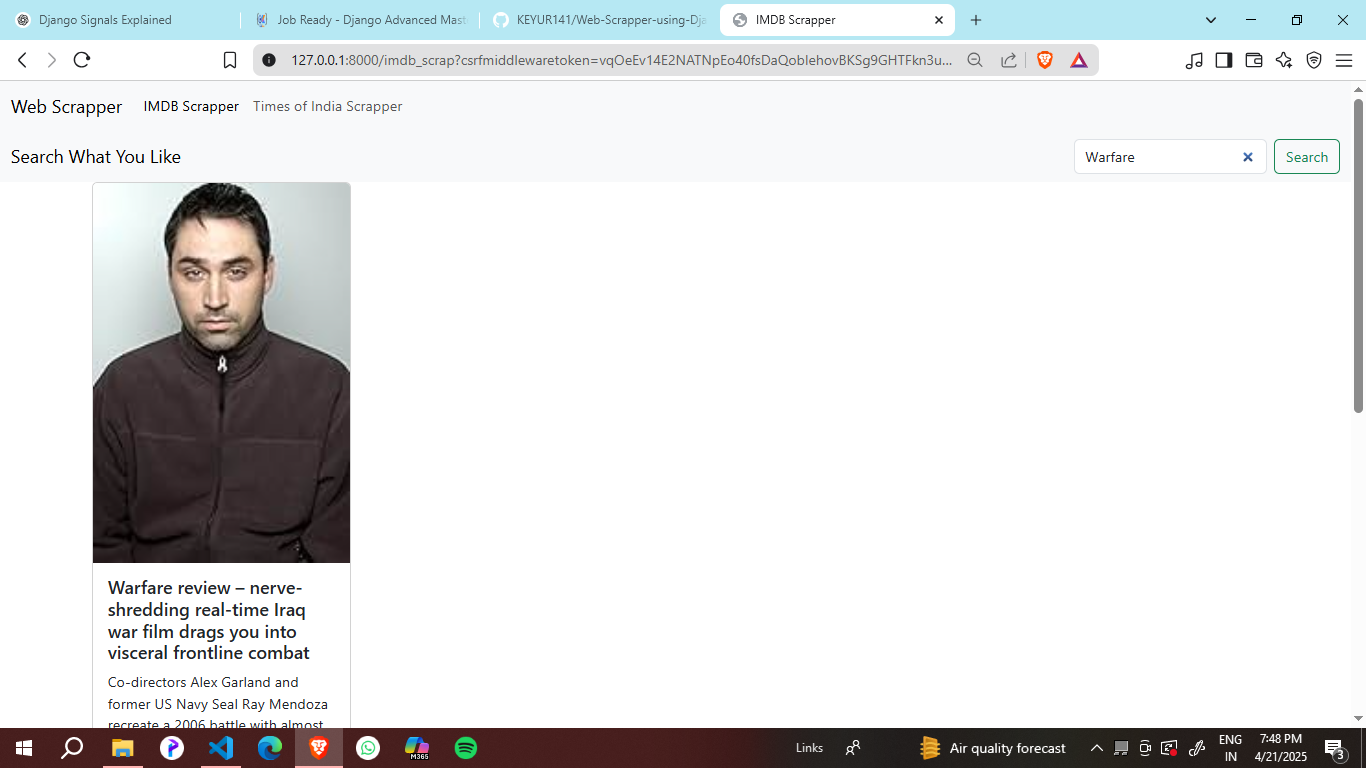 Django Signals Explained
Job Ready - Django Advanced Mast
KEYUR141/Web-Scrapper-using-Dja
IMDB Scrapper
127.0.0.1:8000/imdb_scrap?csrfmiddlewaretoken=vqOeEv14E2NATNpEo40fsDaQobIehovBKSg9GHTFkn3u...
Web Scrapper
IMDB Scrapper
Times of India Scrapper
Search What You Like
Warfare
Search
Warfare review – nerve-
shredding real-time Iraq
war film drags you into
visceral frontline combat
Co-directors Alex Garland and
former US Navy Seal Ray Mendoza
recreate a 2006 battle with almost
M365
Links
Air quality forecast
ENG
IN
7:48 PM
4/21/2025
3